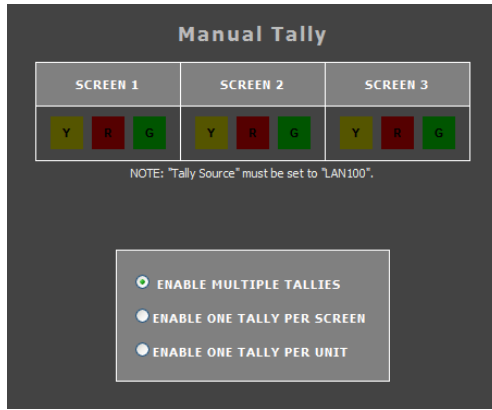 Manual Tally
SCREEN 1 SCREEN 2 SCREEN 3
Y R G Y R G Y R G
NOTE: "Tally Source" must be set to "LAN100".
ENABLE MULTIPLE TALLIES
ENABLE ONE TALLY PER SCREEN
ENABLE ONE TALLY PER UNIT